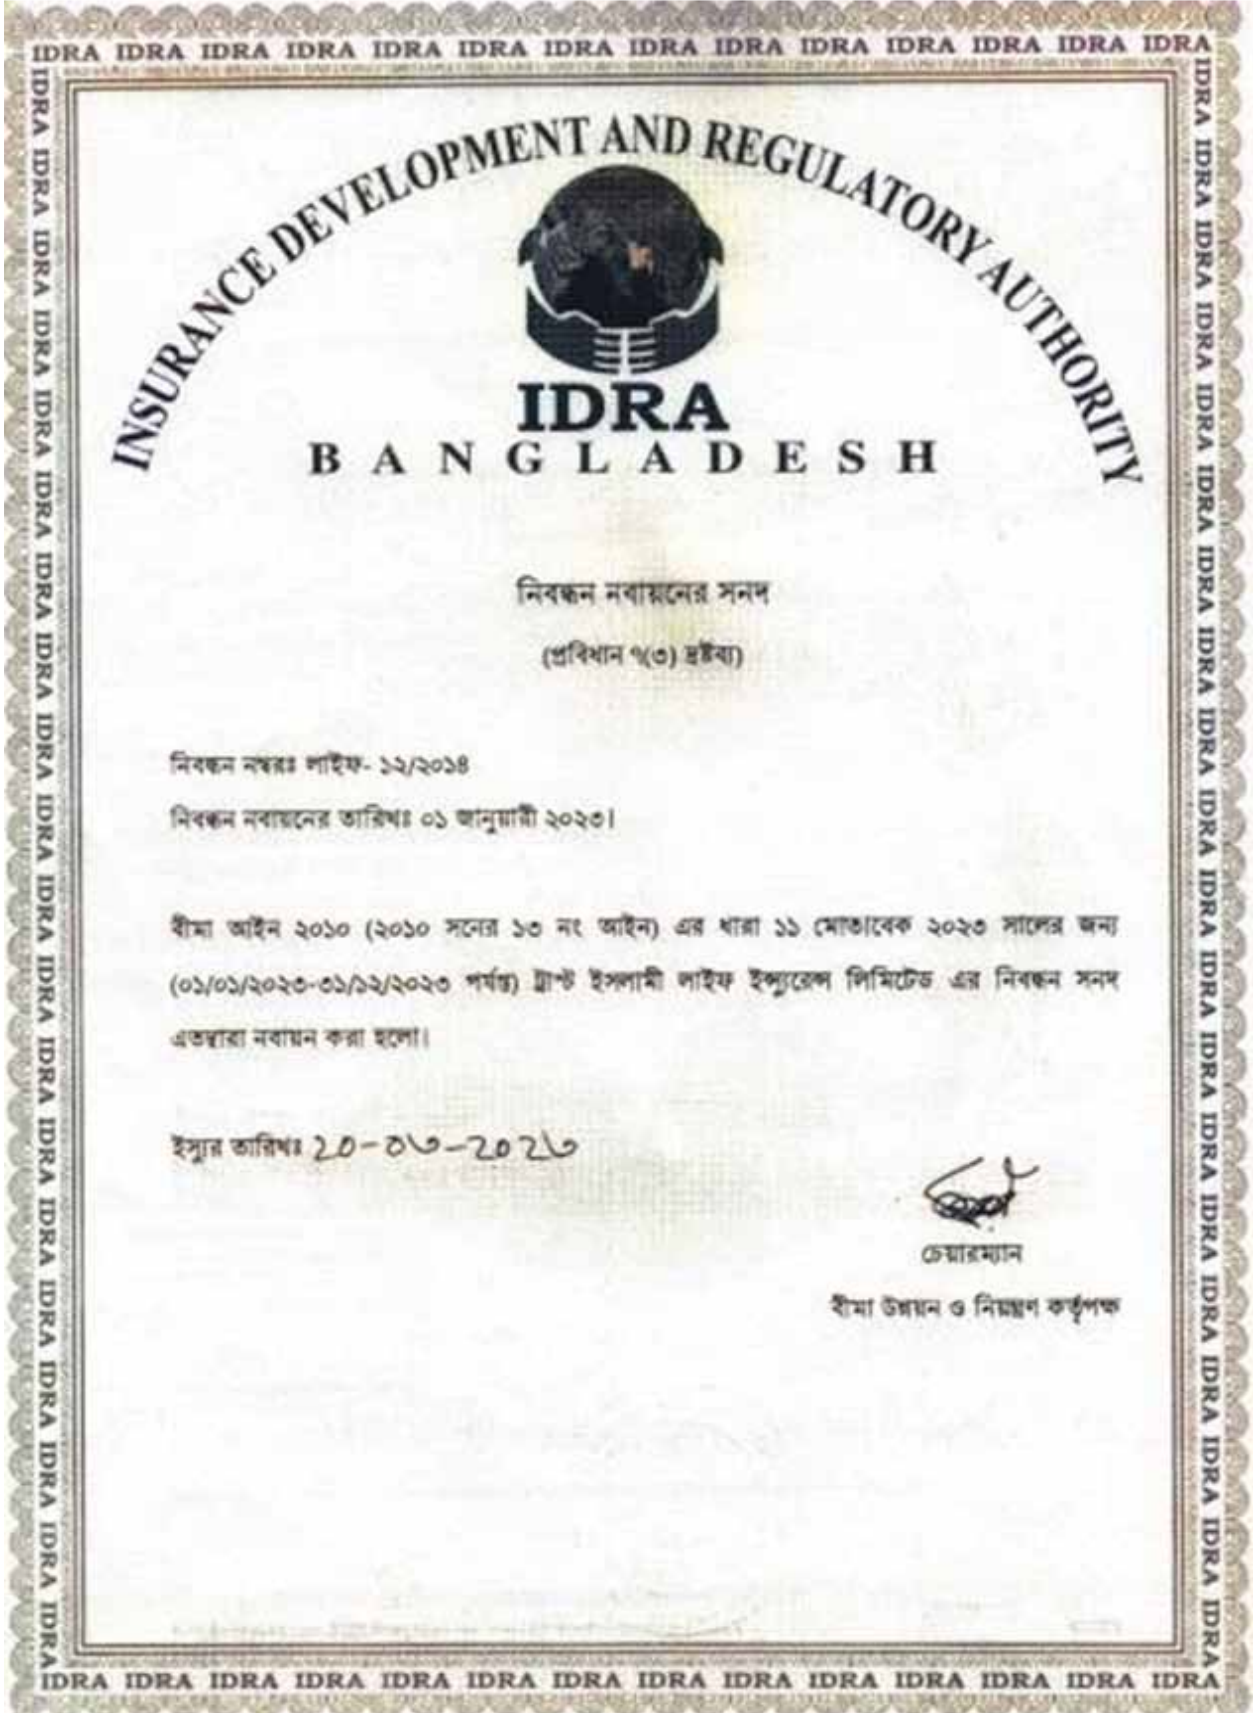 IDRA IDRA IDRA IDRA IDRA IDRA IDRA IDRA IDRA IDRA IDRA IDRA IDRA IDRA
INSURANCE DEVELOPMENT AND REGULATORY AUTHORITY
IDRA
BANGLADESH
নিবন্ধন নবায়নের সনদ
(প্রবিধান ৭(৩) দ্রষ্টব্য)
নিবন্ধন নম্বরঃ লাইফ- ১২/২০১৪
নিবন্ধন নবায়নের তারিখঃ ০১ জানুয়ারী ২০২৩।
বীমা আইন ২০১০ (২০১০ সনের ১৩ নং আইন) এর ধারা ১১ মোতাবেক ২০২৩ সালের জন্য
(০১/০১/২০২৩-৩১/১২/২০২৩ পর্যন্ত) ট্রাস্ট ইসলামী লাইফ ইন্স্যুরেন্স লিমিটেড এর নিবন্ধন সনদ
এতদ্বারা নবায়ন করা হলো।
ইস্যুর তারিখঃ ২০-০৩-২০২৩
চেয়ারম্যান
বীমা উন্নয়ন ও নিয়ন্ত্রণ কর্তৃপক্ষ
IDRA IDRA IDRA IDRA IDRA IDRA IDRA IDRA IDRA IDRA IDRA IDRA IDRA IDRA